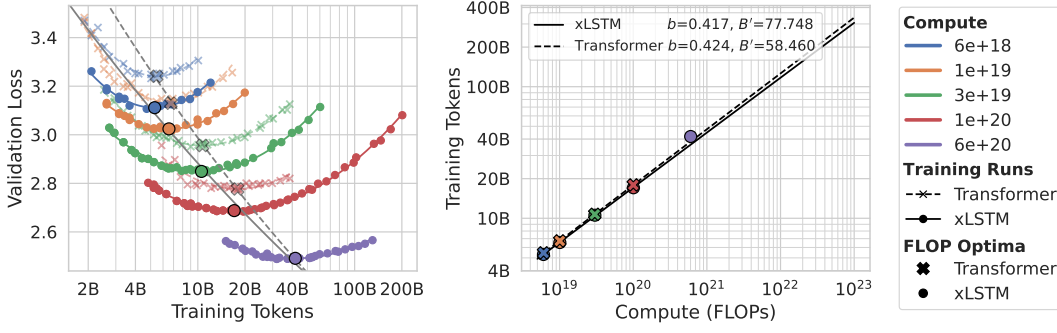 3.4
3.2
3.0
2.8
2.6
Validation Loss
2B 4B 10B 20B 40B 100B 200B
Training Tokens
400B
200B
100B
40B
20B
10B
4B
Training Tokens
xLSTM b=0.417, B′=77.748
Transformer b=0.424, B′=58.460
10^19 10^20 10^21 10^22 10^23
Compute (FLOPs)
Compute
6e+18
1e+19
3e+19
1e+20
6e+20
Training Runs
Transformer
xLSTM
FLOP Optima
Transformer
xLSTM